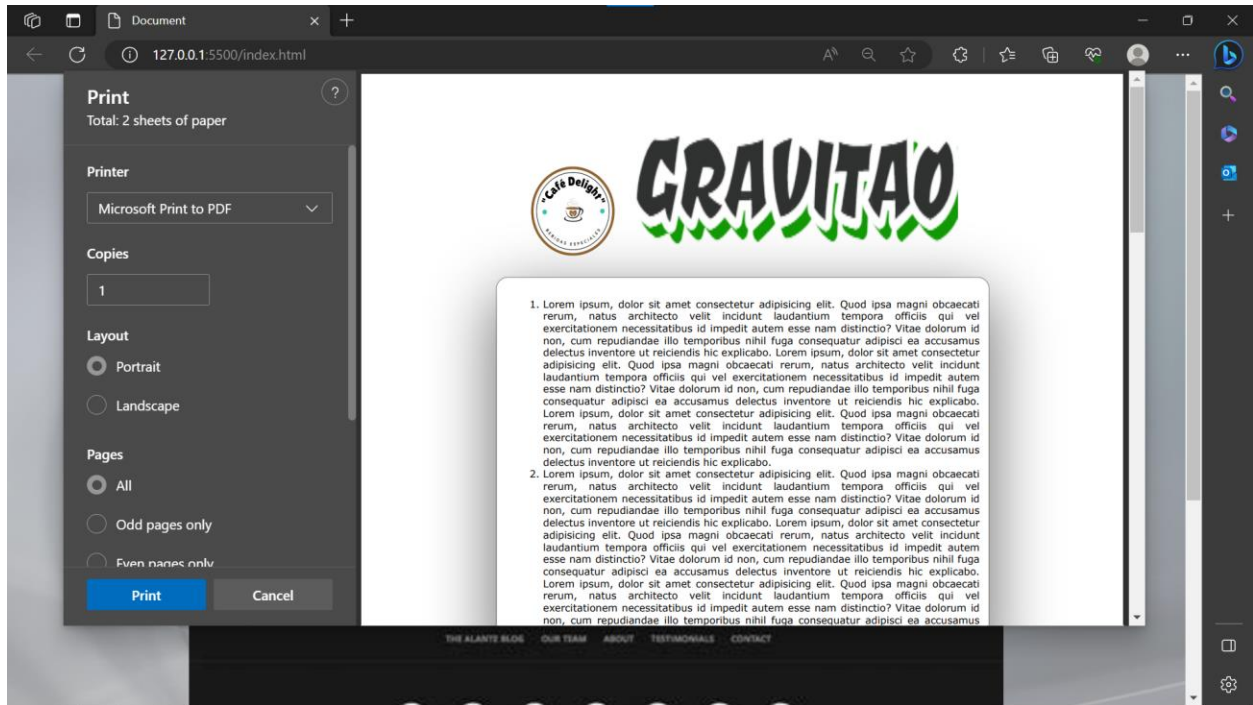 Document
127.0.0.1:5500/index.html
Print
Total: 2 sheets of paper
?
Printer
Microsoft Print to PDF
Copies
1
Layout
Portrait
Landscape
Pages
All
Odd pages only
Even pages only
Print
Cancel
"Café Delight"
BEBIDAS ESPECIALES
GRAVITAO
1. Lorem ipsum, dolor sit amet consectetur adipisicing elit. Quod ipsa magni obcaecati
rerum, natus architecto velit incidunt laudantium tempora officiis qui vel
exercitationem necessitatibus id impedit autem esse nam distinctio? Vitae dolorum id
non, cum repudiandae illo temporibus nihil fuga consequatur adipisci ea accusamus
delectus inventore ut reiciendis hic explicabo. Lorem ipsum, dolor sit amet consectetur
adipisicing elit. Quod ipsa magni obcaecati rerum, natus architecto velit incidunt
laudantium tempora officiis qui vel exercitationem necessitatibus id impedit autem
esse nam distinctio? Vitae dolorum id non, cum repudiandae illo temporibus nihil fuga
consequatur adipisci ea accusamus delectus inventore ut reiciendis hic explicabo.
Lorem ipsum, dolor sit amet consectetur adipisicing elit. Quod ipsa magni obcaecati
rerum, natus architecto velit incidunt laudantium tempora officiis qui vel
exercitationem necessitatibus id impedit autem esse nam distinctio? Vitae dolorum id
non, cum repudiandae illo temporibus nihil fuga consequatur adipisci ea accusamus
delectus inventore ut reiciendis hic explicabo.
2. Lorem ipsum, dolor sit amet consectetur adipisicing elit. Quod ipsa magni obcaecati
rerum, natus architecto velit incidunt laudantium tempora officiis qui vel
exercitationem necessitatibus id impedit autem esse nam distinctio? Vitae dolorum id
non, cum repudiandae illo temporibus nihil fuga consequatur adipisci ea accusamus
delectus inventore ut reiciendis hic explicabo. Lorem ipsum, dolor sit amet consectetur
adipisicing elit. Quod ipsa magni obcaecati rerum, natus architecto velit incidunt
laudantium tempora officiis qui vel exercitationem necessitatibus id impedit autem
esse nam distinctio? Vitae dolorum id non, cum repudiandae illo temporibus nihil fuga
consequatur adipisci ea accusamus delectus inventore ut reiciendis hic explicabo.
Lorem ipsum, dolor sit amet consectetur adipisicing elit. Quod ipsa magni obcaecati
rerum, natus architecto velit incidunt laudantium tempora officiis qui vel
exercitationem necessitatibus id impedit autem esse nam distinctio? Vitae dolorum id
non, cum repudiandae illo temporibus nihil fuga consequatur adipisci ea accusamus
THE ALANTE BLOG OUR TEAM ABOUT TESTIMONIALS CONTACT